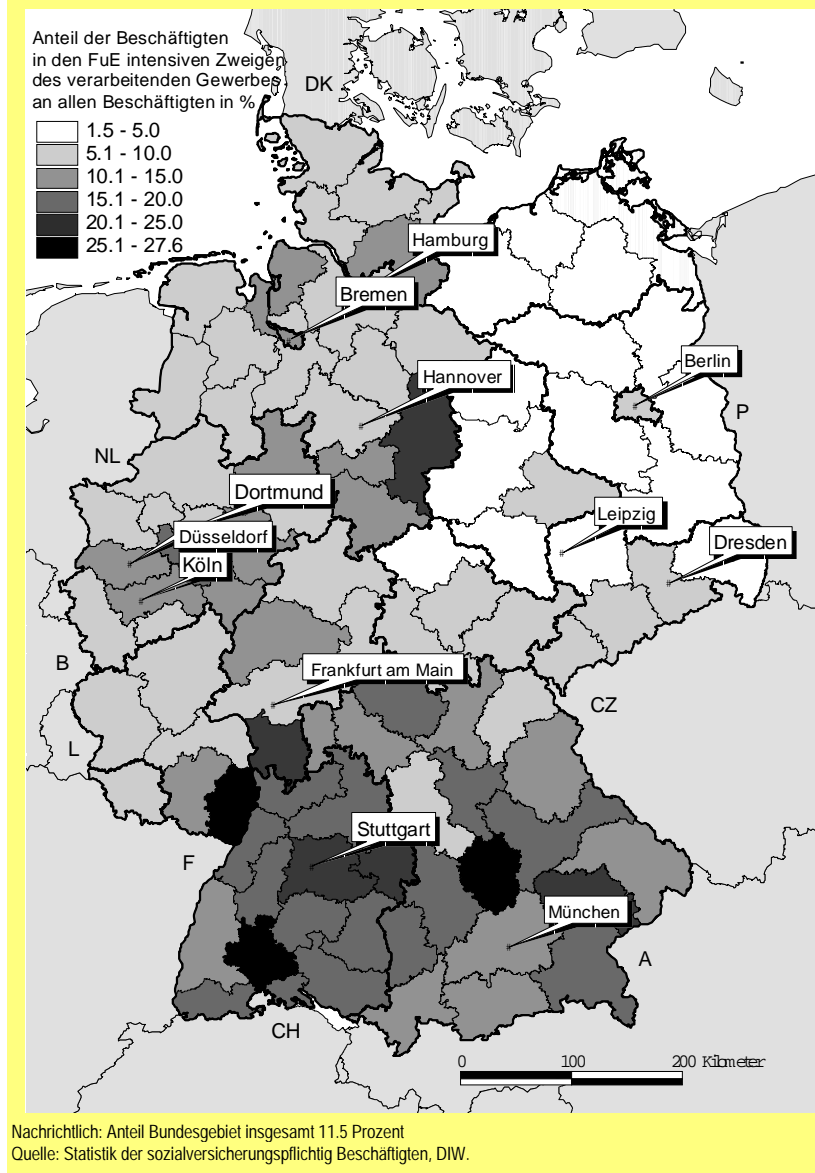 Anteil der Beschäftigten
in den FuE intensiven Zweigen
des verarbeitenden Gewerbes
an allen Beschäftigten in %
1.5 - 5.0
5.1 - 10.0
10.1 - 15.0
15.1 - 20.0
20.1 - 25.0
25.1 - 27.6
DK
Hamburg
Bremen
Berlin
Hannover
P
NL
Dortmund
Leipzig
Düsseldorf
Dresden
Köln
B
Frankfurt am Main
CZ
L
Stuttgart
F
München
A
CH
0 100 200 Kilometer
Nachrichtlich: Anteil Bundesgebiet insgesamt 11.5 Prozent
Quelle: Statistik der sozialversicherungspflichtig Beschäftigten, DIW.